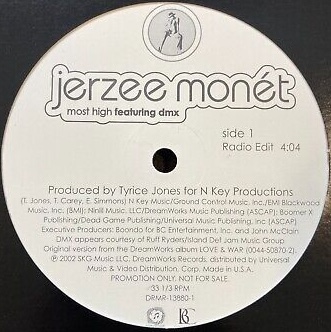 jerzee monét
most high featuring dmx
side 1
Radio Edit 4:04
Produced by Tyrice Jones for N Key Productions
(T. Jones, T. Carey, E. Simmons) N Key Music/Ground Control Music, Inc./EMI Blackwood
Music, Inc. (BMI); Ninill Music, LLC/DreamWorks Music Publishing (ASCAP); Boomer X
Publishing/Dead Game Publishing/Universal Music Publishing, Inc (ASCAP)
Executive Producers: Boondo for BC Entertainment, Inc. and John McClain
DMX appears courtesy of Ruff Ryders/Island Def Jam Music Group
Original version from the DreamWorks album LOVE & WAR (0044-50870-2).
℗ 2002 SKG Music LLC. DreamWorks Records, distributed by Universal
Music & Video Distribution, Corp. Made in U.S.A.
PROMOTION ONLY. NOT FOR SALE.
33 1/3 RPM
DRMR-13880-1